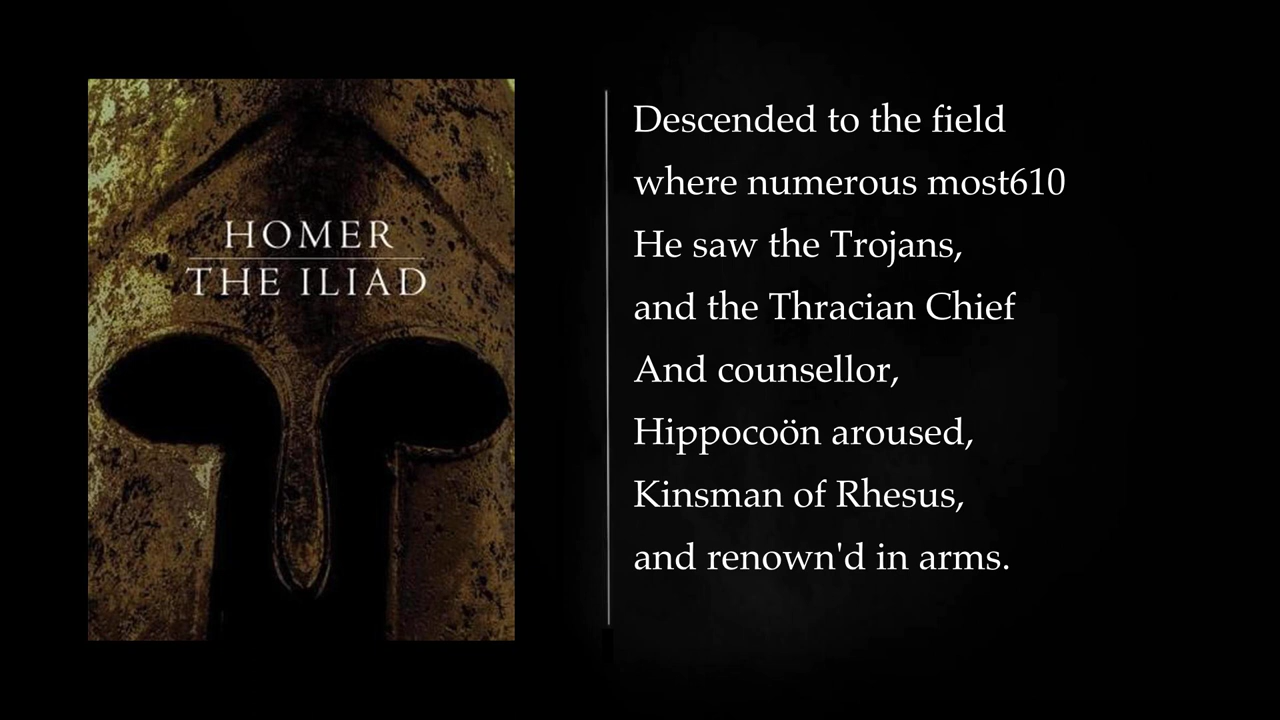 HOMER
THE ILIAD
Descended to the field
where numerous most610
He saw the Trojans,
and the Thracian Chief
And counsellor,
Hippocoön aroused,
Kinsman of Rhesus,
and renown'd in arms.